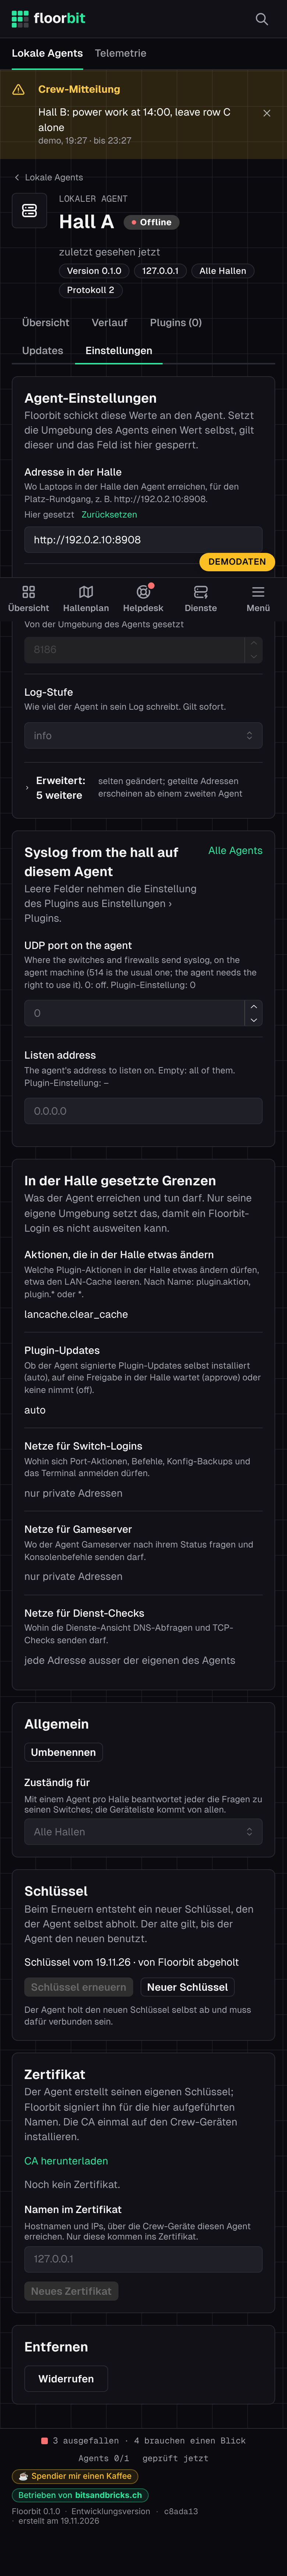 floorbit
Lokale Agents
Telemetrie
Crew-Mitteilung
Hall B: power work at 14:00, leave row C
alone
demo, 19:27 · bis 23:27
Lokale Agents
LOKALER AGENT
Hall A
Offline
zuletzt gesehen jetzt
Version 0.1.0
127.0.0.1
Alle Hallen
Protokoll 2
Übersicht
Verlauf
Plugins (0)
Updates
Einstellungen
Agent-Einstellungen
Floorbit schickt diese Werte an den Agent. Setzt
die Umgebung des Agents einen Wert selbst, gilt
dieser und das Feld ist hier gesperrt.
Adresse in der Halle
Wo Laptops in der Halle den Agent erreichen, für den
Platz-Rundgang, z. B. http://192.0.2.10:8908.
Hier gesetzt Zurücksetzen
http://192.0.2.10:8908
DEMODATEN
Übersicht
Hallenplan
Helpdesk
Dienste
Menü
Von der Umgebung des Agents gesetzt
8186
Log-Stufe
Wie viel der Agent in sein Log schreibt. Gilt sofort.
info
Erweitert:
5 weitere
selten geändert; geteilte Adressen
erscheinen ab einem zweiten Agent
Syslog from the hall auf
diesem Agent
Alle Agents
Leere Felder nehmen die Einstellung
des Plugins aus Einstellungen ›
Plugins.
UDP port on the agent
Where the switches and firewalls send syslog, on the
agent machine (514 is the usual one; the agent needs the
right to use it). 0: off. Plugin-Einstellung: 0
0
Listen address
The agent's address to listen on. Empty: all of them.
Plugin-Einstellung: –
0.0.0.0
In der Halle gesetzte Grenzen
Was der Agent erreichen und tun darf. Nur seine
eigene Umgebung setzt das, damit ein Floorbit-
Login es nicht ausweiten kann.
Aktionen, die in der Halle etwas ändern
Welche Plugin-Aktionen in der Halle etwas ändern dürfen,
etwa den LAN-Cache leeren. Nach Name: plugin.aktion,
plugin.* oder *.
lancache.clear_cache
Plugin-Updates
Ob der Agent signierte Plugin-Updates selbst installiert
(auto), auf eine Freigabe in der Halle wartet (approve) oder
keine nimmt (off).
auto
Netze für Switch-Logins
Wohin sich Port-Aktionen, Befehle, Konfig-Backups und
das Terminal anmelden dürfen.
nur private Adressen
Netze für Gameserver
Wo der Agent Gameserver nach ihrem Status fragen und
Konsolenbefehle senden darf.
nur private Adressen
Netze für Dienst-Checks
Wohin die Dienste-Ansicht DNS-Abfragen und TCP-
Checks senden darf.
jede Adresse ausser der eigenen des Agents
Allgemein
Umbenennen
Zuständig für
Mit einem Agent pro Halle beantwortet jeder die Fragen zu
seinen Switches; die Geräteliste kommt von allen.
Alle Hallen
Schlüssel
Beim Erneuern entsteht ein neuer Schlüssel, den
der Agent selbst abholt. Der alte gilt, bis der
Agent den neuen benutzt.
Schlüssel vom 19.11.26 · von Floorbit abgeholt
Schlüssel erneuern
Neuer Schlüssel
Der Agent holt den neuen Schlüssel selbst ab und muss
dafür verbunden sein.
Zertifikat
Der Agent erstellt seinen eigenen Schlüssel;
Floorbit signiert ihn für die hier aufgeführten
Namen. Die CA einmal auf den Crew-Geräten
installieren.
CA herunterladen
Noch kein Zertifikat.
Namen im Zertifikat
Hostnamen und IPs, über die Crew-Geräte diesen Agent
erreichen. Nur diese kommen ins Zertifikat.
127.0.0.1
Neues Zertifikat
Entfernen
Widerrufen
3 ausgefallen · 4 brauchen einen Blick
Agents 0/1 geprüft jetzt
Spendier mir einen Kaffee
Betrieben von bitsandbricks.ch
Floorbit 0.1.0 · Entwicklungsversion · c8ada13
· erstellt am 19.11.2026